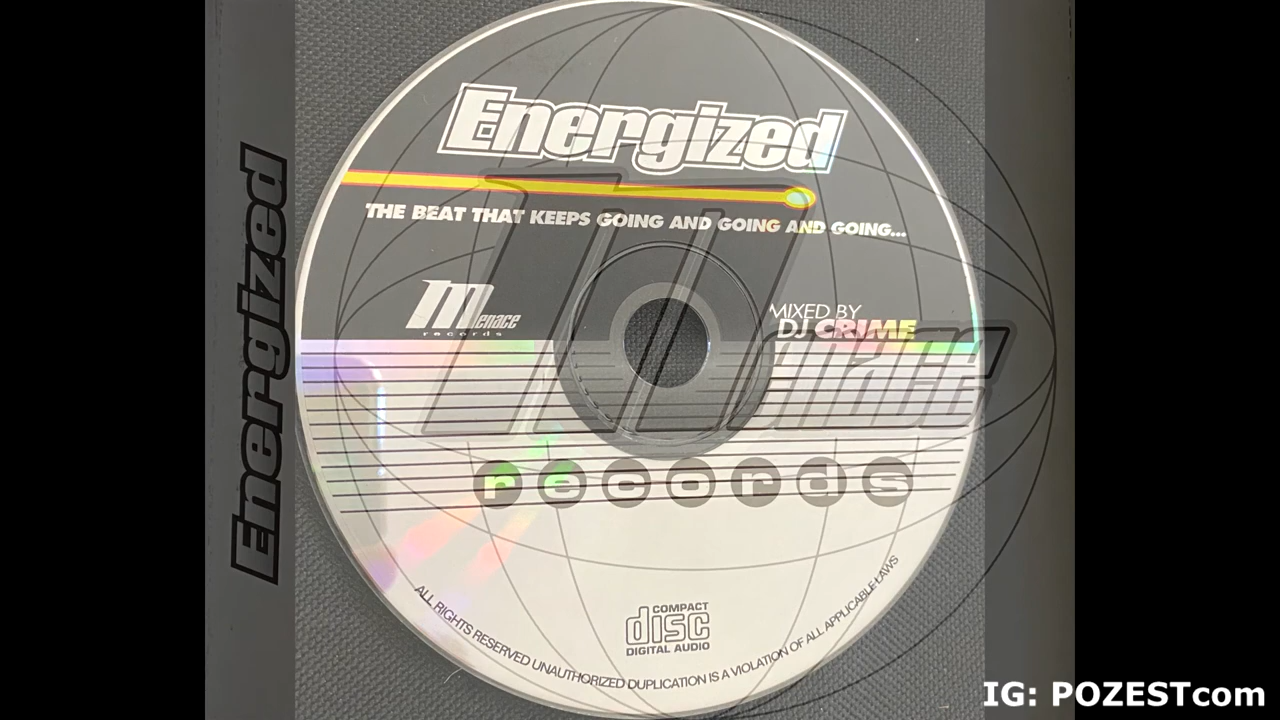 Energized
Energized
THE BEAT THAT KEEPS GOING AND GOING AND GOING...
Menace
records
MIXED BY
DJ CRIME
Menace
records
COMPACT
disc
DIGITAL AUDIO
ALL RIGHTS RESERVED UNAUTHORIZED DUPLICATION IS A VIOLATION OF ALL APPLICABLE LAWS
IG: POZESTcom